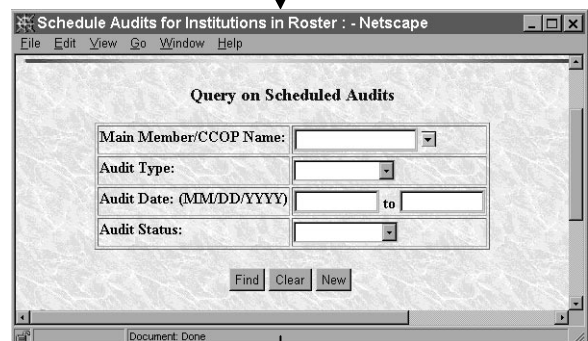 Schedule Audits for Institutions in Roster : - Netscape
File Edit View Go Window Help
Query on Scheduled Audits
Main Member/CCOP Name:
Audit Type:
Audit Date: (MM/DD/YYYY) to
Audit Status:
Find Clear New
Document: Done